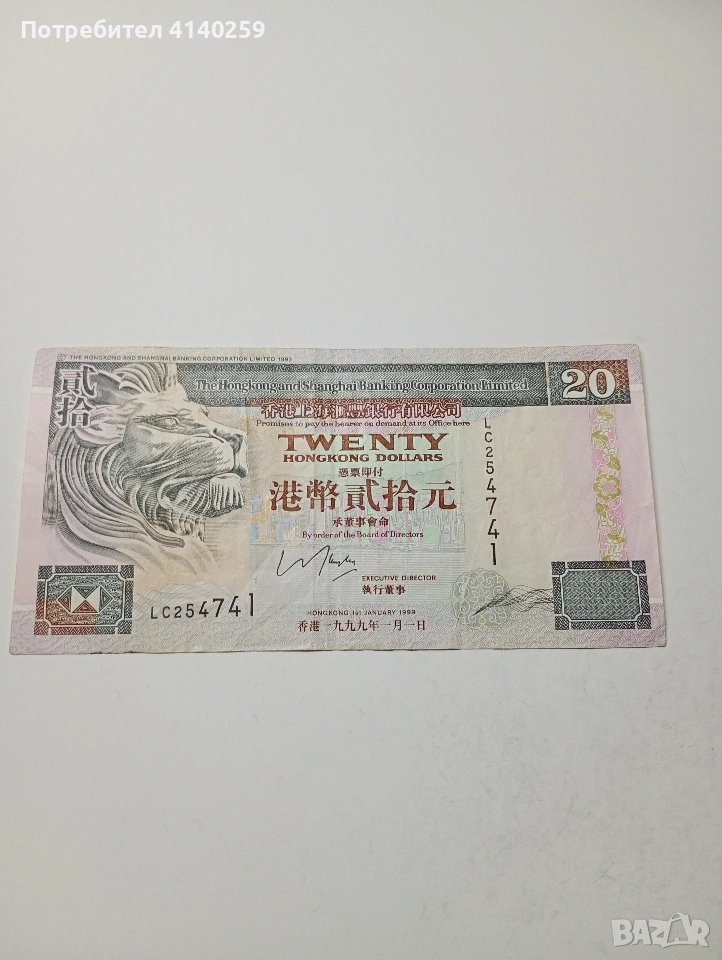 Потребител 4140259
© THE HONGKONG AND SHANGHAI BANKING CORPORATION LIMITED 1993
貳拾
The Hongkong and Shanghai Banking Corporation Limited
20
香港上海滙豐銀行有限公司
Promises to pay the bearer on demand at its Office here
TWENTY
HONGKONG DOLLARS
憑票即付
港幣貳拾元
承董事會命
By order of the Board of Directors
LC254741
EXECUTIVE DIRECTOR
執行董事
LC254741
HONGKONG 1st JANUARY 1999
香港一九九九年一月一日
BAZAR